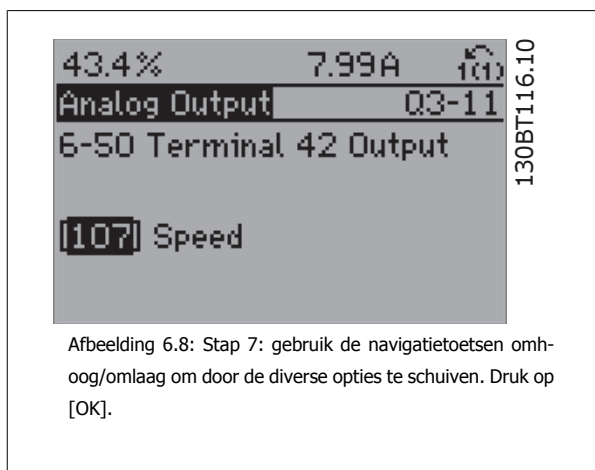 43.4% 7.99A 1(1)
Analog Output Q3-11
6-50 Terminal 42 Output
[107] Speed
130BT116.10
Afbeelding 6.8: Stap 7: gebruik de navigatietoetsen omh-
oog/omlaag om door de diverse opties te schuiven. Druk op
[OK].